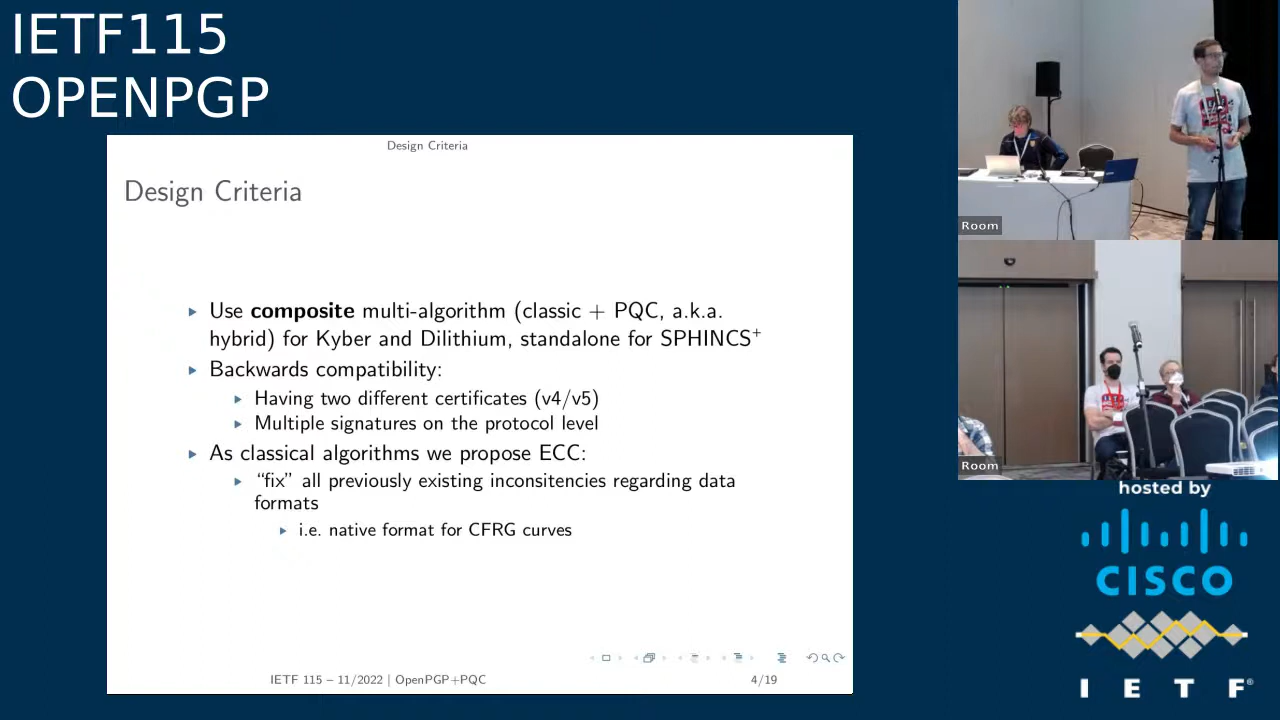 IETF115
OPENPGP
Design Criteria
Design Criteria
Use composite multi-algorithm (classic + PQC, a.k.a.
hybrid) for Kyber and Dilithium, standalone for SPHINCS+
Backwards compatibility:
Having two different certificates (v4/v5)
Multiple signatures on the protocol level
As classical algorithms we propose ECC:
“fix” all previously existing inconsitencies regarding data
formats
i.e. native format for CFRG curves
IETF 115 – 11/2022 | OpenPGP+PQC
4/19
Room
Room
hosted by
CISCO
I E T F®